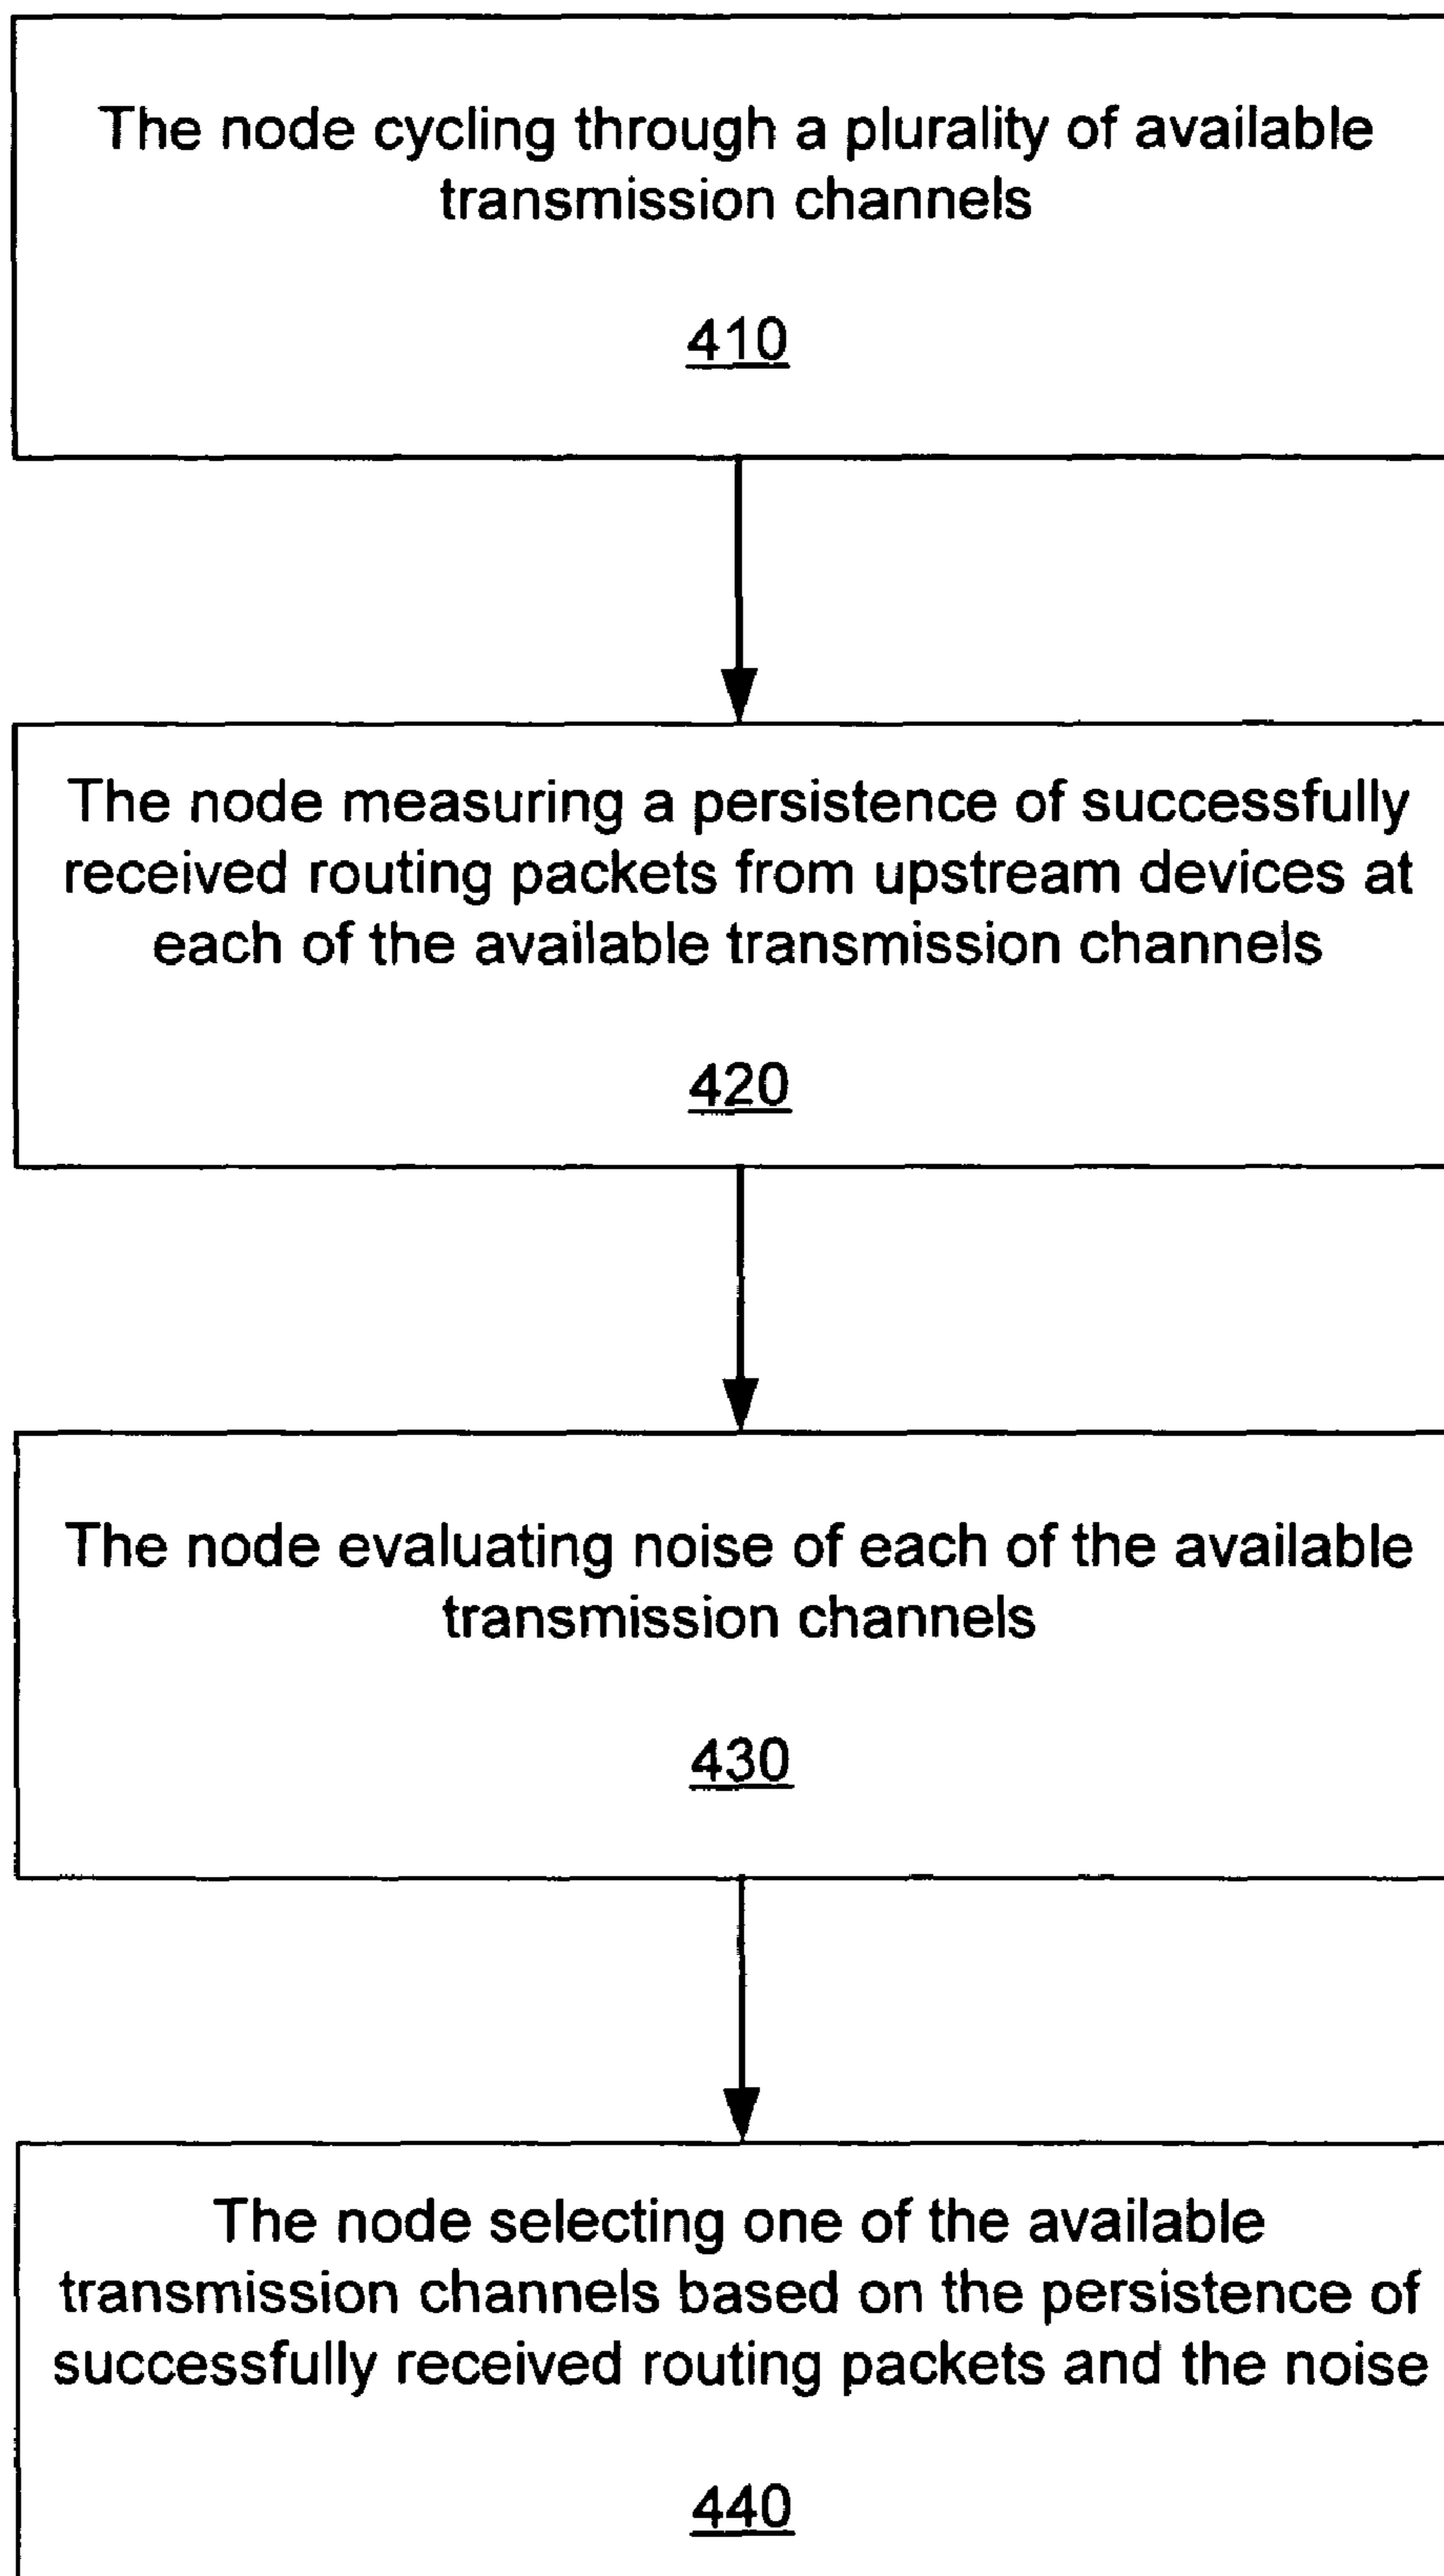 The node cycling through a plurality of available
transmission channels
410
The node measuring a persistence of successfully
received routing packets from upstream devices at
each of the available transmission channels
420
The node evaluating noise of each of the available
transmission channels
430
The node selecting one of the available
transmission channels based on the persistence of
successfully received routing packets and the noise
440